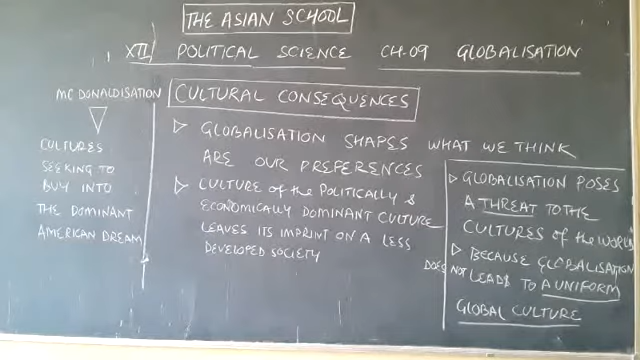 THE ASIAN SCHOOL
XII POLITICAL SCIENCE CH-09 GLOBALISATION
MCDONALDISATION
CULTURES
SEEKING TO
BUY INTO
THE DOMINANT
AMERICAN DREAM
CULTURAL CONSEQUENCES
▷ GLOBALISATION SHAPES WHAT WE THINK
ARE OUR PREFERENCES
▷ CULTURE of the POLITICALLY &
ECONOMICALLY DOMINANT CULTURE
LEAVES ITS IMPRINT ON A LESS
DEVELOPED SOCIETY
▷ GLOBALISATION POSES
A THREAT TO THE
CULTURES of the WORLD
▷ BECAUSE GLOBALISATION
DOES NOT LEADS TO A UNIFORM
GLOBAL CULTURE